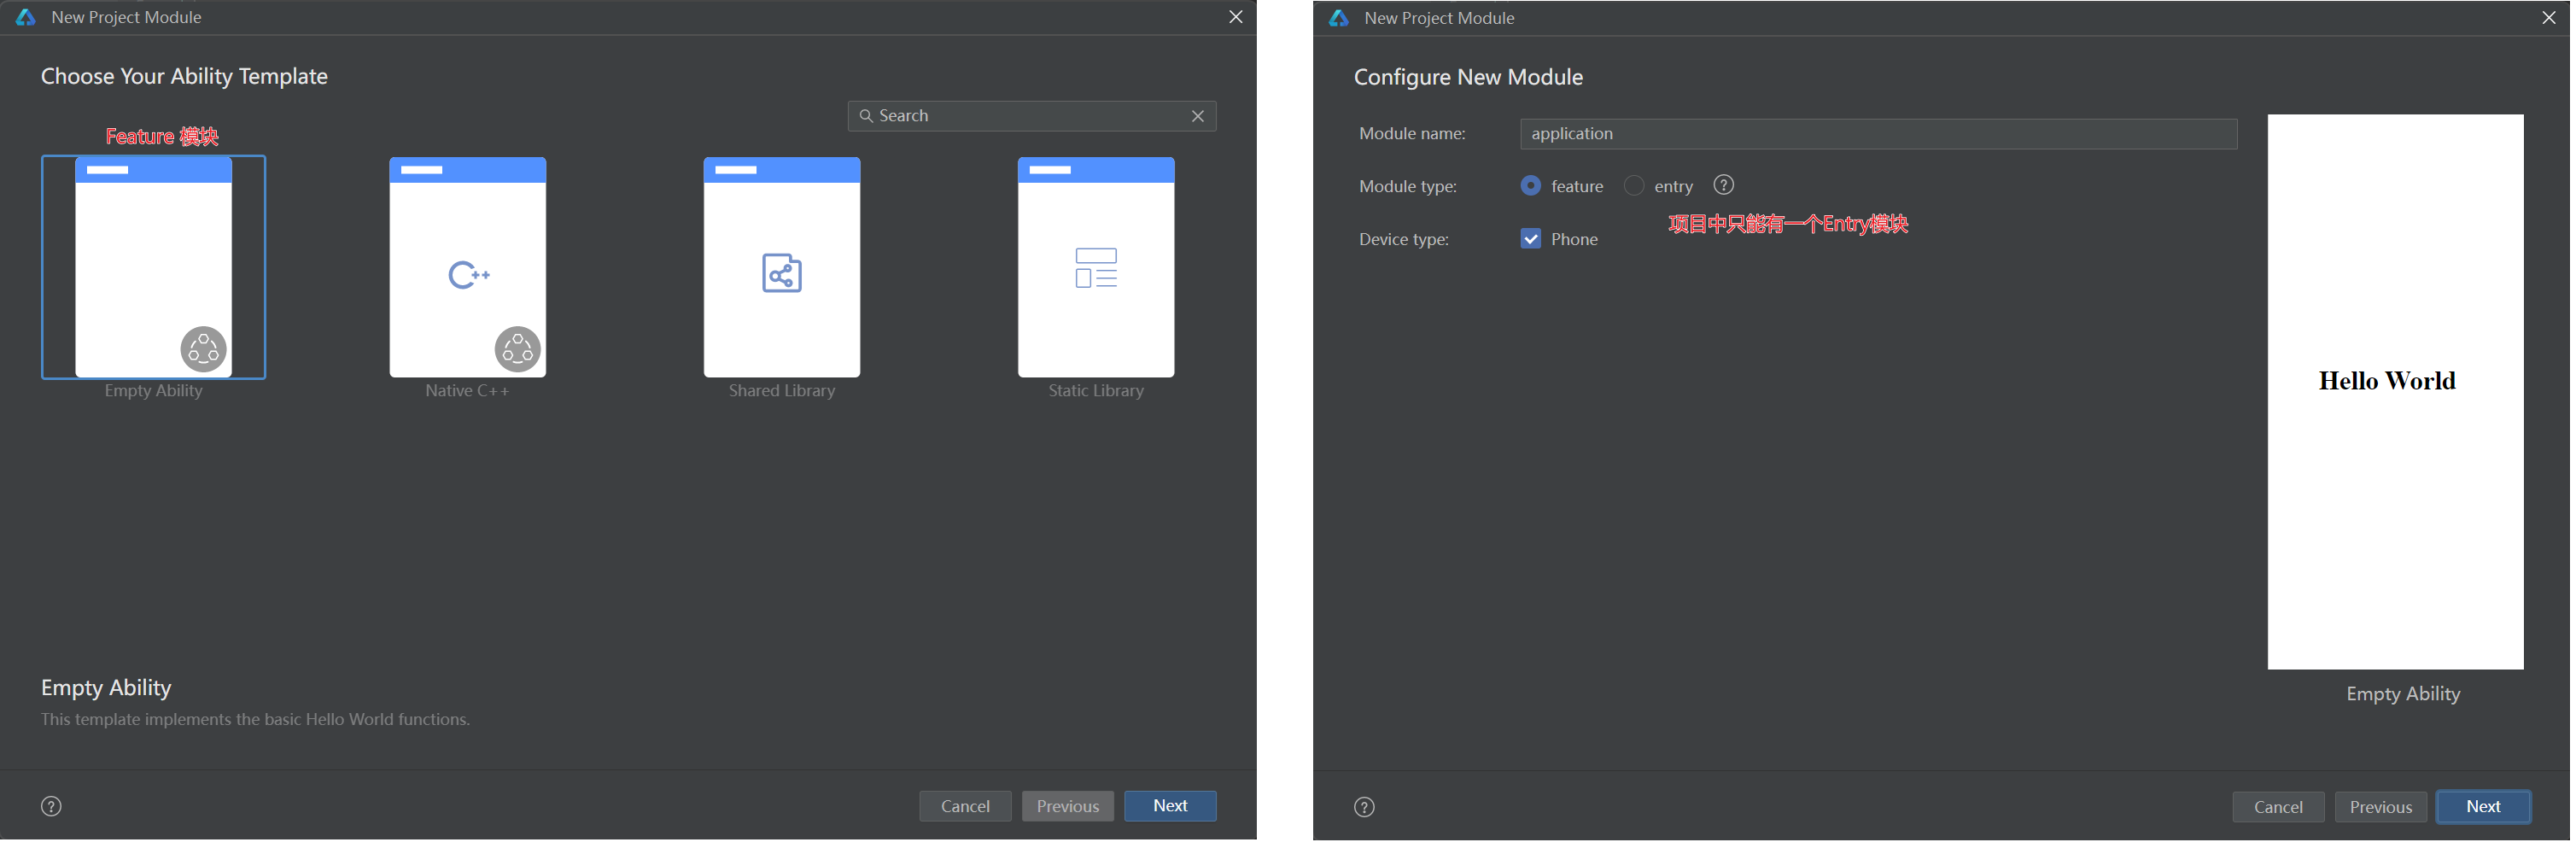 New Project Module
Choose Your Ability Template
Search
Feature 模块
C++
Empty Ability
Native C++
Shared Library
Static Library
Empty Ability
This template implements the basic Hello World functions.
?
Cancel
Previous
Next
New Project Module
Configure New Module
Module name:
application
Module type:
feature
entry
?
项目中只能有一个Entry模块
Device type:
Phone
Hello World
Empty Ability
?
Cancel
Previous
Next